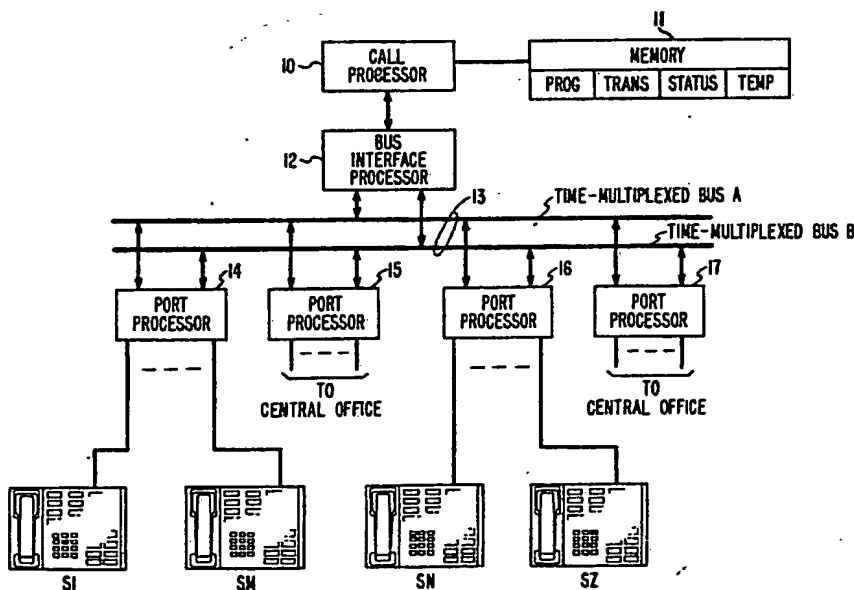 11
10
CALL
PROCESSOR
MEMORY
PROG TRANS STATUS TEMP
12
BUS
INTERFACE
PROCESSOR
13
TIME-MULTIPLEXED BUS A
TIME-MULTIPLEXED BUS B
14
15
16
17
PORT
PROCESSOR
PORT
PROCESSOR
PORT
PROCESSOR
PORT
PROCESSOR
TO
CENTRAL OFFICE
TO
CENTRAL OFFICE
S1
SM
SN
SZ